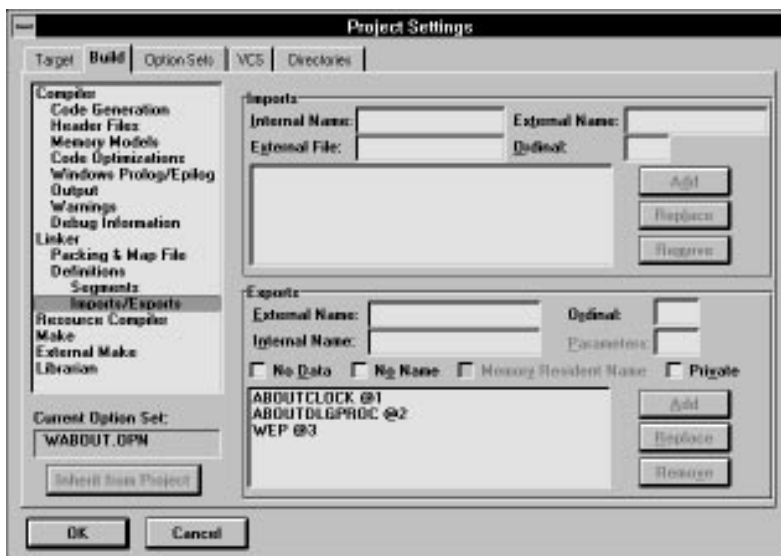 Project Settings
Target Build Option Sets VCS Directories
Compiler
Code Generation
Header Files
Memory Models
Code Optimizations
Windows Prolog/Epilog
Output
Warnings
Debug Information
Linker
Packing & Map File
Definitions
Segments
Imports/Exports
Resource Compiler
Make
External Make
Librarian
Current Option Set:
WABOUT.OPN
Inherit from Project
Imports
Internal Name: External Name:
External File: Ordinal:
Add
Replace
Remove
Exports
External Name: Ordinal:
Internal Name: Parameters:
No Data No Name Memory Resident Name Private
ABOUTCLOCK @1
ABOUTDLGPROC @2
WEP @3
Add
Replace
Remove
OK Cancel